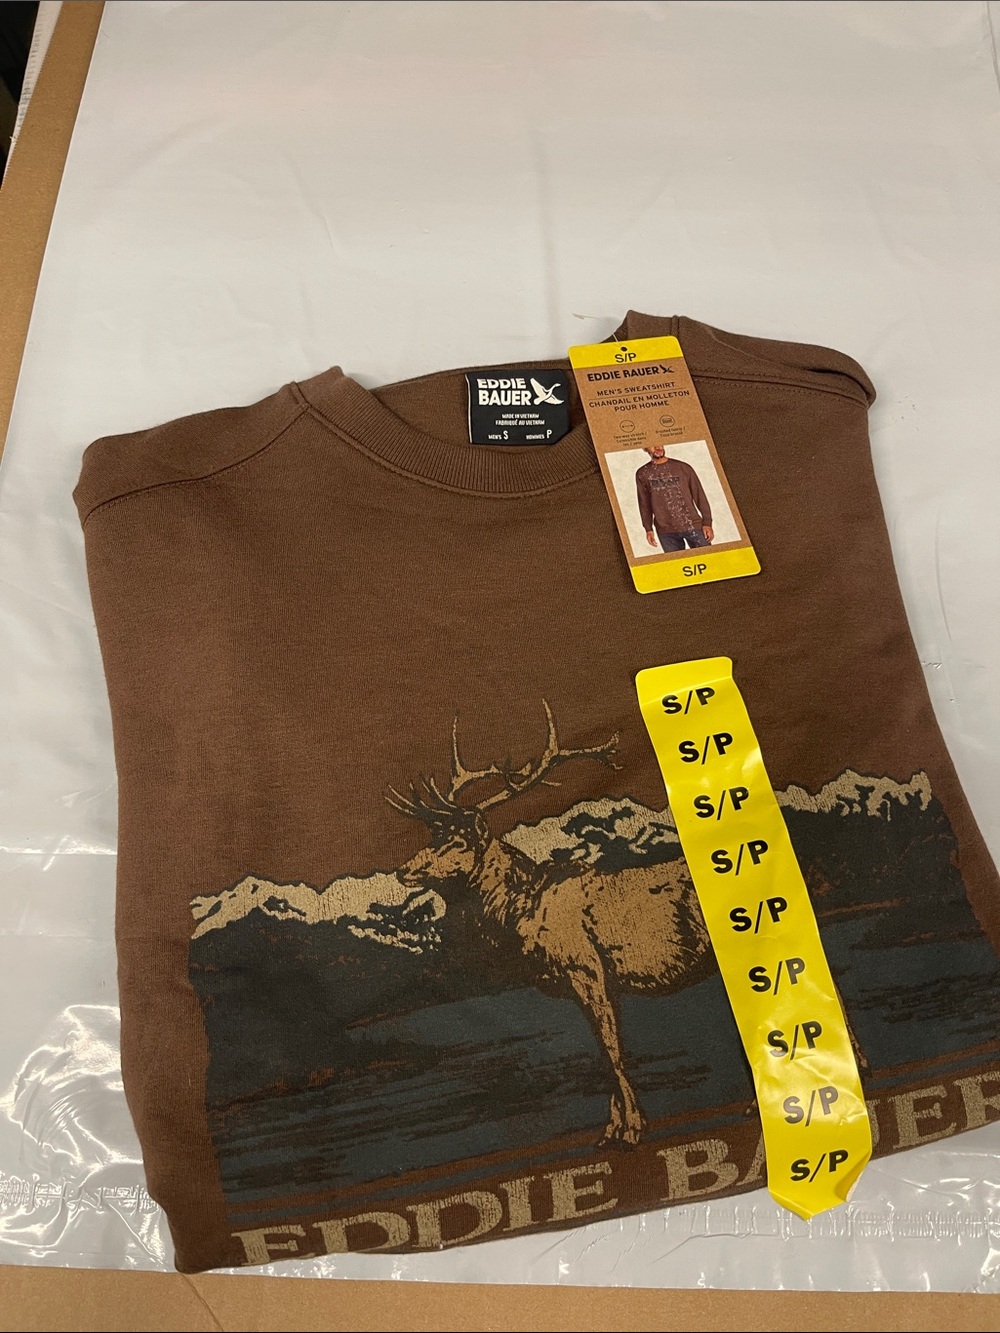 S/P
EDDIE BAUER
MEN'S SWEATSHIRT
CHANDAIL EN MOLLETON
POUR HOMME
S/P
EDDIE
BAUER
MADE IN VIETNAM
FABRIQUÉ AU VIETNAM
MEN'S S HOMMES P
S/P
S/P
S/P
S/P
S/P
S/P
S/P
S/P
S/P
EDDIE BAUER